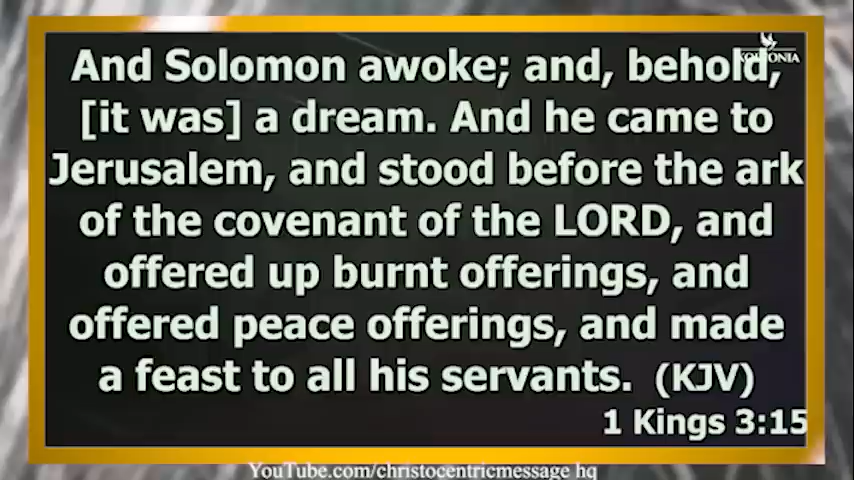 And Solomon awoke; and, behold,
[it was] a dream. And he came to
Jerusalem, and stood before the ark
of the covenant of the LORD, and
offered up burnt offerings, and
offered peace offerings, and made
a feast to all his servants. (KJV)
1 Kings 3:15
YouTube.com/christocentricmessage hq